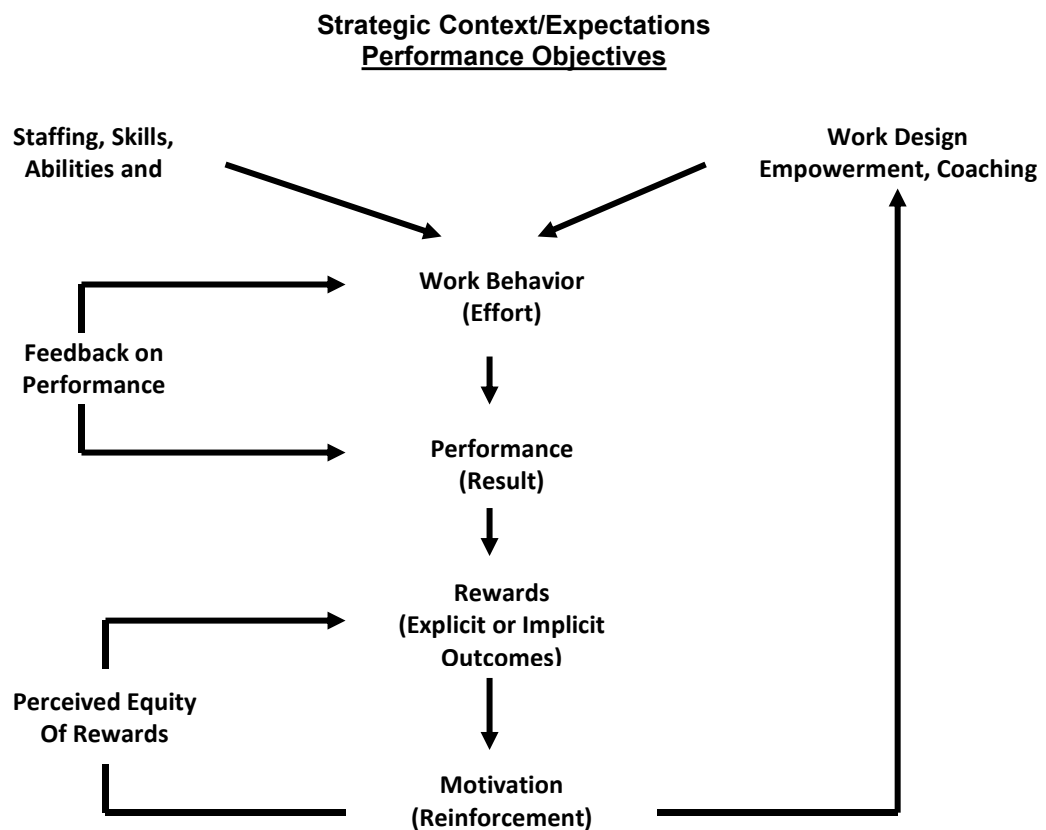 Strategic Context/Expectations
Performance Objectives
Staffing, Skills,
Abilities and
Work Design
Empowerment, Coaching
Work Behavior
(Effort)
Feedback on
Performance
Performance
(Result)
Rewards
(Explicit or Implicit
Outcomes)
Perceived Equity
Of Rewards
Motivation
(Reinforcement)